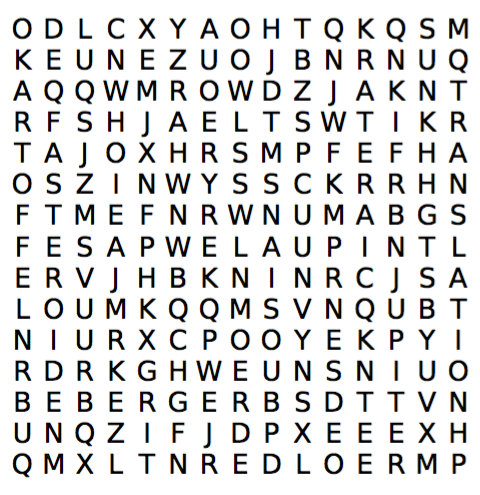 O D L C X Y A O H T Q K Q S M
K E U N E Z U O J B N R N U Q
A Q Q W M R O W D Z J A K N T
R F S H J A E L T S W T I K R
T A J O X H R S M P F E F H A
O S Z I N W Y S S C K R R H N
F T M E F N R W N U M A B G S
F E S A P W E L A U P I N T L
E R V J H B K N I N R C J S A
L O U M K Q Q M S V N Q U B T
N I U R X C P O O Y E K P Y I
R D R K G H W E U N S N I U O
B E B E R G E R B S D T T V N
U N Q Z I F J D P X E E E X H
Q M X L T N R E D L O E R M P